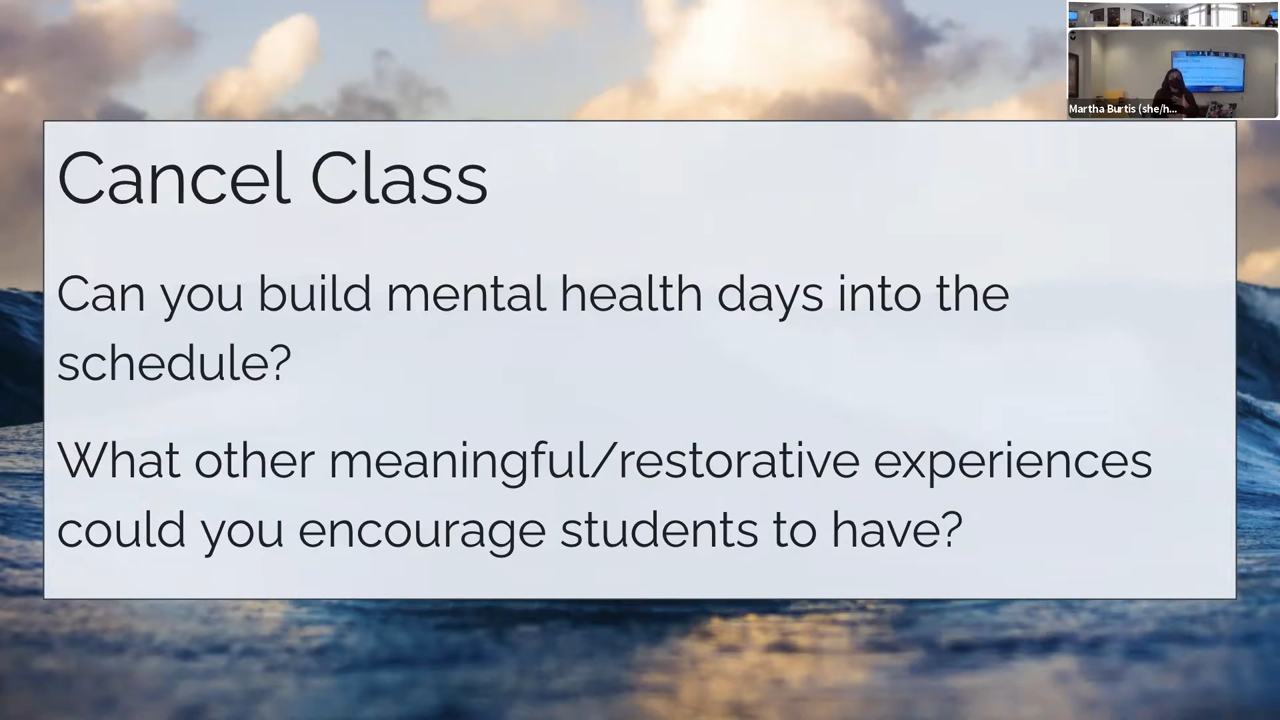 Martha Burtis (she/h...
Cancel Class
Can you build mental health days into the
schedule?
What other meaningful/restorative experiences
could you encourage students to have?